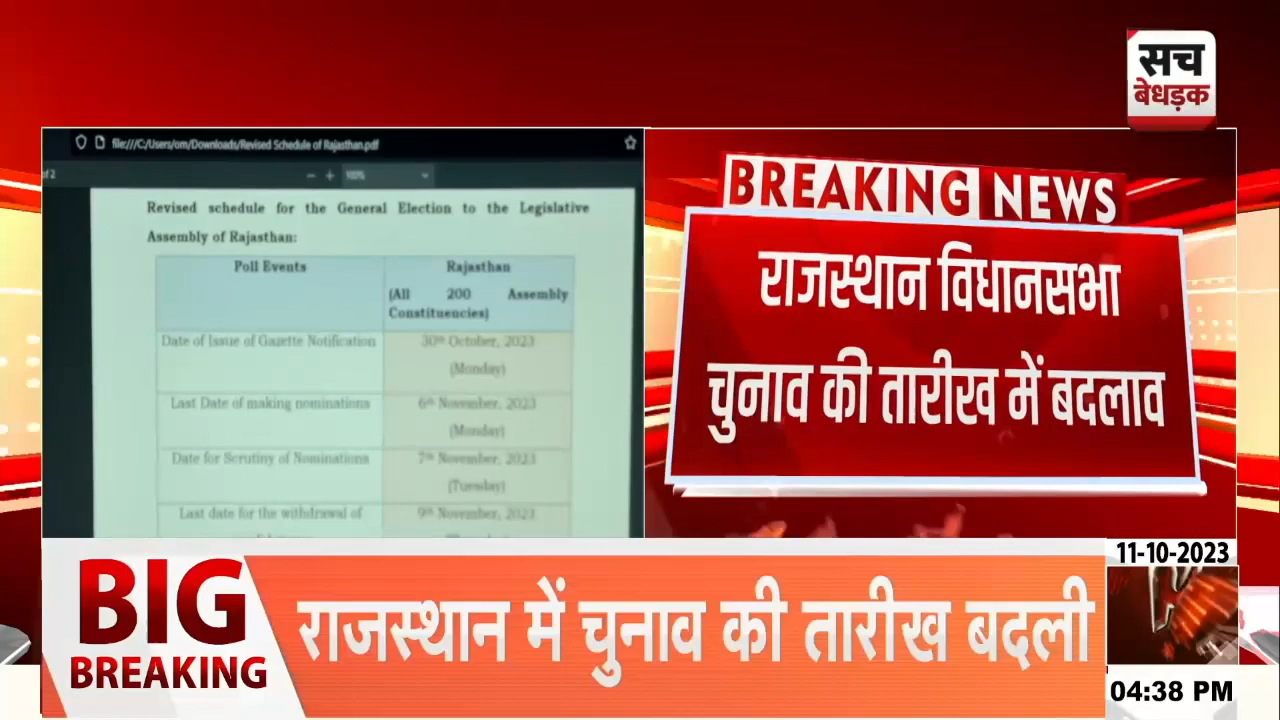 सच
बेधड़क
file:///C:/Users/om/Downloads/Revised Schedule of Rajasthan.pdf
of 2
100%
Revised schedule for the General Election to the Legislative
Assembly of Rajasthan:
Poll Events
Rajasthan
(All 200 Assembly
Constituencies)
Date of Issue of Gazette Notification
30th October, 2023
(Monday)
Last Date of making nominations
6th November, 2023
(Monday)
Date for Scrutiny of Nominations
7th November, 2023
(Tuesday)
Last date for the withdrawal of
9th November, 2023
BREAKING NEWS
राजस्थान विधानसभा
चुनाव की तारीख में बदलाव
BIG
BREAKING
राजस्थान में चुनाव की तारीख बदली
11-10-2023
04:38 PM